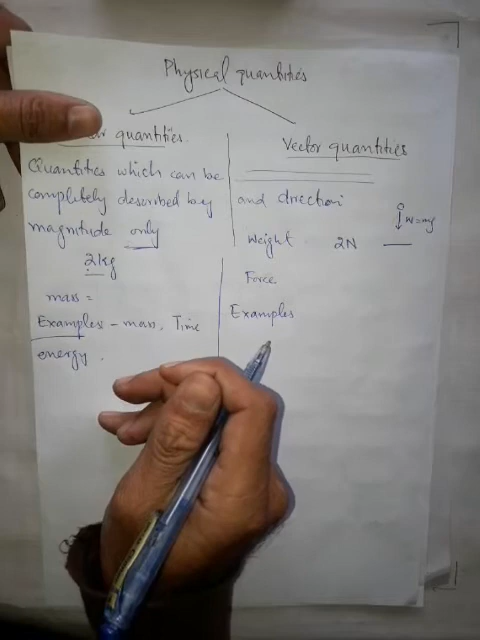 Physical quantities
quantities.
Quantities which can be
completely described by
magnitude only
2kg
mass =
Examples - mass, Time
energy.
Vector quantities
and direction
Weight 2N W=mg
Force
Examples